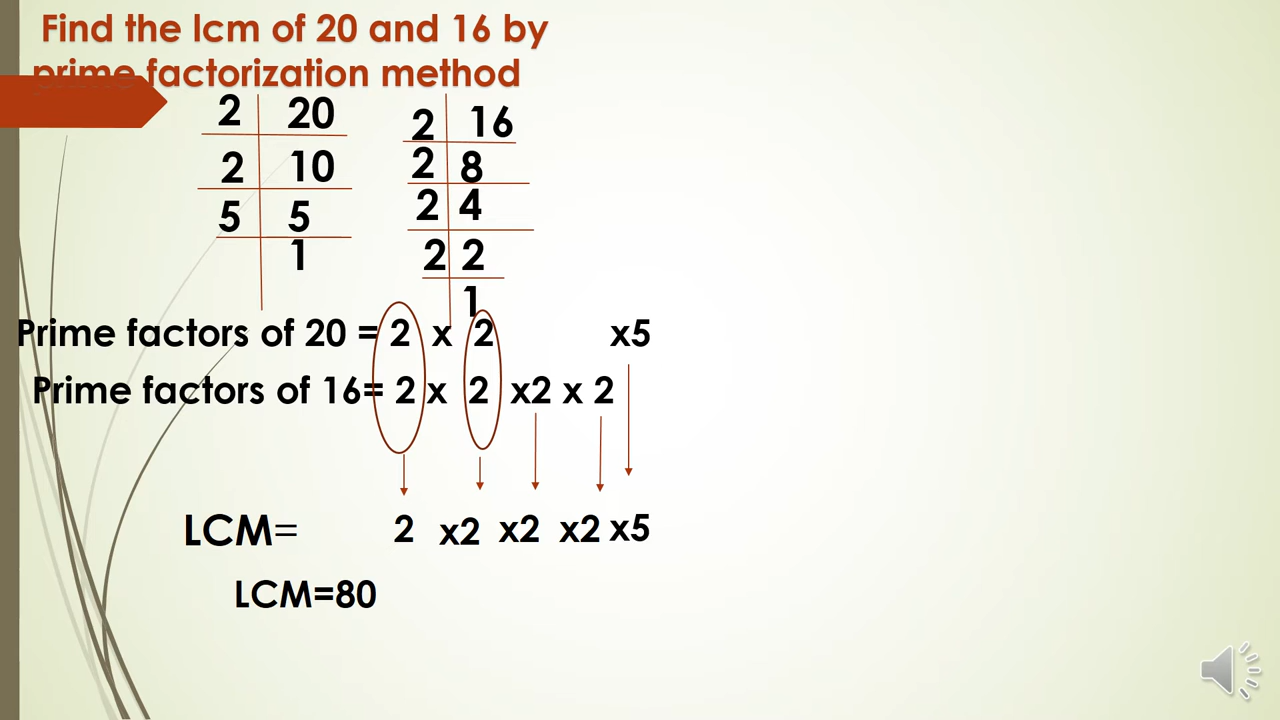 Find the lcm of 20 and 16 by
prime factorization method
2 20
2 10
5 5
1
2 16
2 8
2 4
2 2
1
Prime factors of 20 = 2 x 2 x5
Prime factors of 16= 2 x 2 x2 x 2
LCM= 2 x2 x2 x2 x5
LCM=80